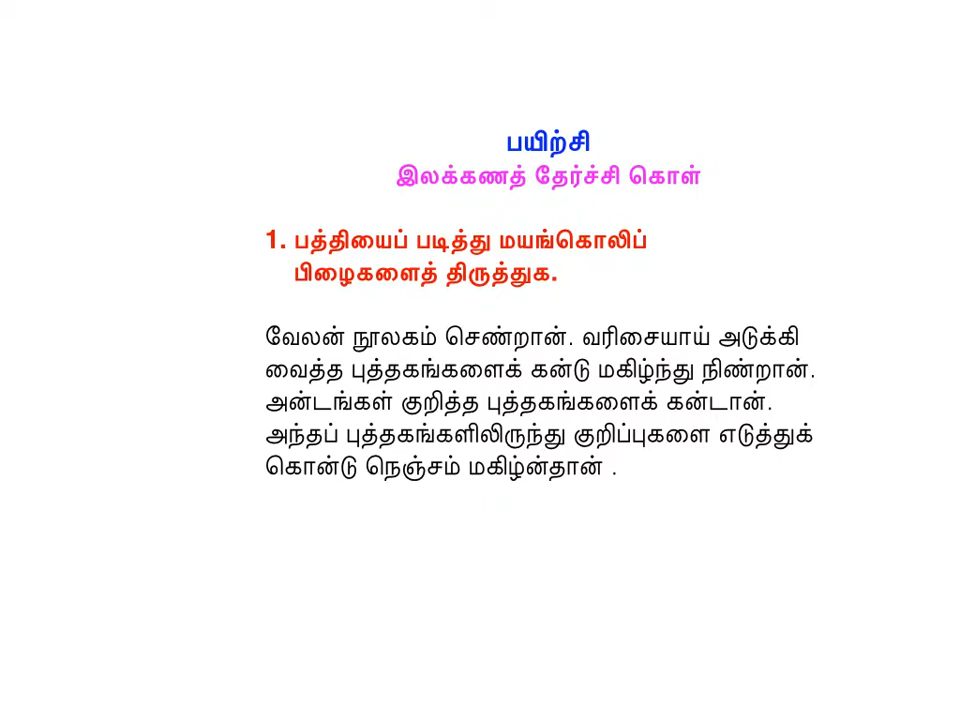 பயிற்சி
இலக்கணத் தேர்ச்சி கொள்
1. பத்தியைப் படித்து மயங்கொலிப்
பிழைகளைத் திருத்துக.
வேலன் நூலகம் செண்றான். வரிசையாய் அடுக்கி
வைத்த புத்தகங்களைக் கன்டு மகிழ்ந்து நிண்றான்.
அன்டங்கள் குறித்த புத்தகங்களைக் கன்டான்.
அந்தப் புத்தகங்களிலிருந்து குறிப்புகளை எடுத்துக்
கொன்டு நெஞ்சம் மகிழ்ன்தான் .